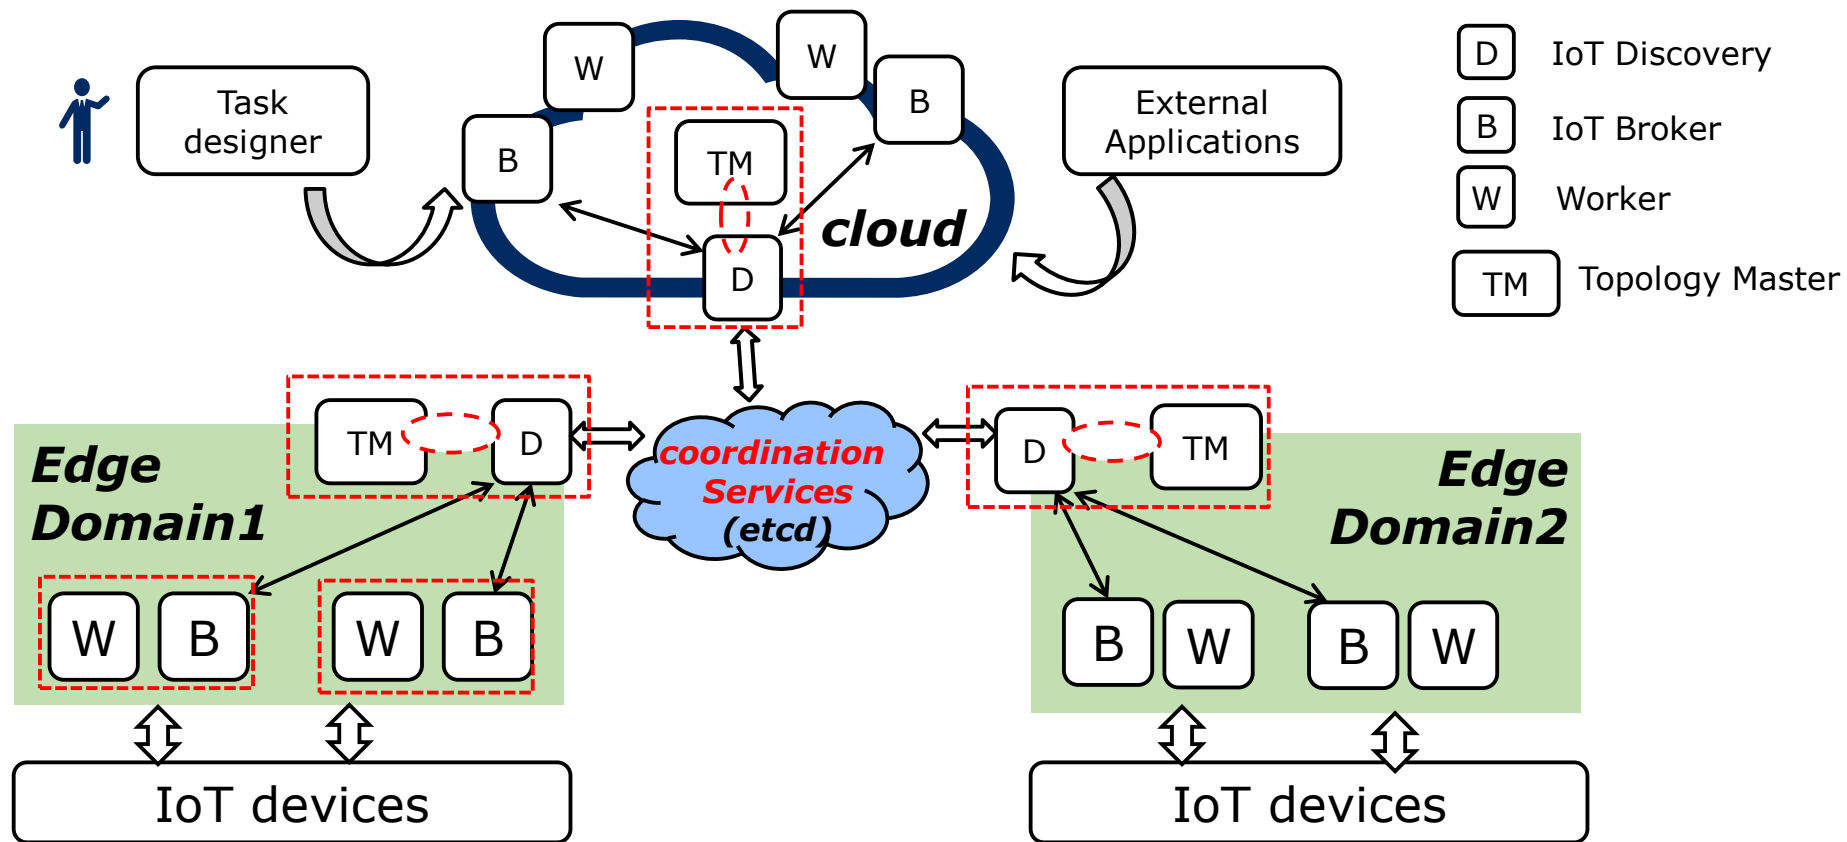 W
W
B
B
Task
designer
TM
D
cloud
External
Applications
D IoT Discovery
B IoT Broker
W Worker
TM Topology Master
Edge
Domain1
TM
D
W
B
W
B
IoT devices
coordination
Services
(etcd)
D
TM
Edge
Domain2
B
W
B
W
IoT devices